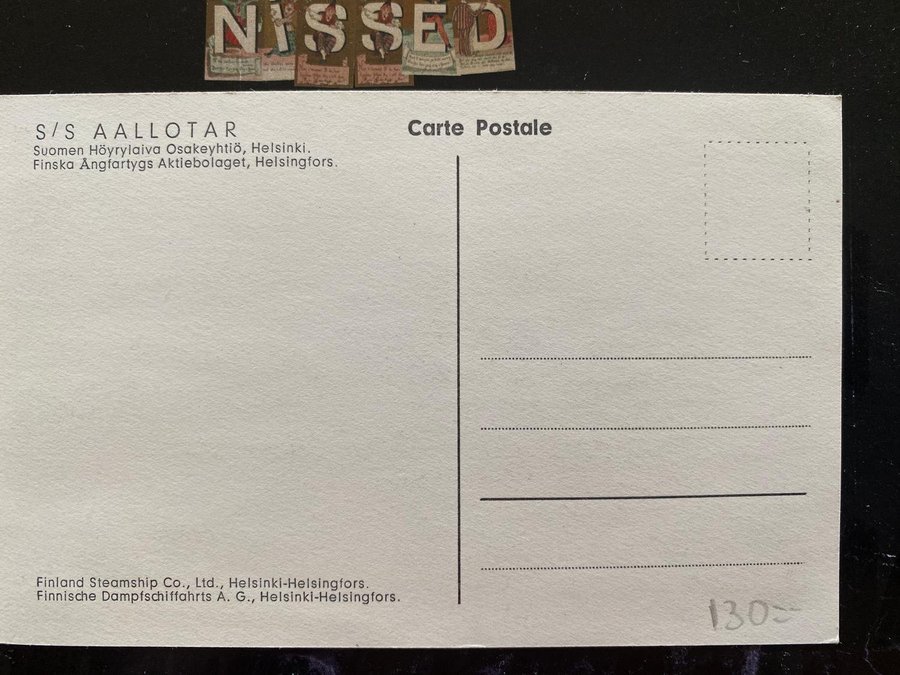 NISSED
S/S AALLOTAR
Carte Postale
Suomen Höyrylaiva Osakeyhtiö, Helsinki.
Finska Ångfartygs Aktiebolaget, Helsingfors.
Finland Steamship Co., Ltd., Helsinki-Helsingfors.
Finnische Dampfschiffahrts A. G., Helsinki-Helsingfors.
130=